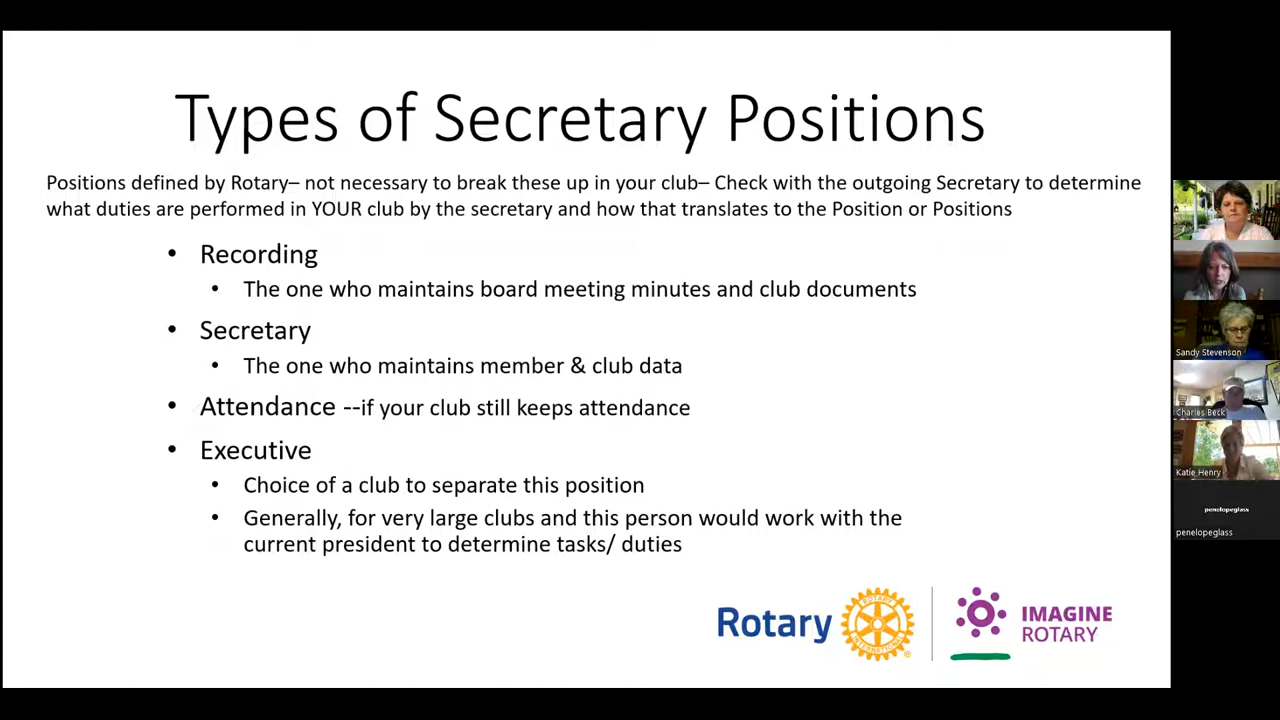 Types of Secretary Positions
Positions defined by Rotary– not necessary to break these up in your club– Check with the outgoing Secretary to determine
what duties are performed in YOUR club by the secretary and how that translates to the Position or Positions
• Recording
• The one who maintains board meeting minutes and club documents
• Secretary
• The one who maintains member & club data
• Attendance --if your club still keeps attendance
• Executive
• Choice of a club to separate this position
• Generally, for very large clubs and this person would work with the
current president to determine tasks/ duties
Rotary
ROTARY
INTERNATIONAL
®
IMAGINE
ROTARY
Sandy Stevenson
Charles Beck
Katie Henry
penelopeglass
penelopeglass